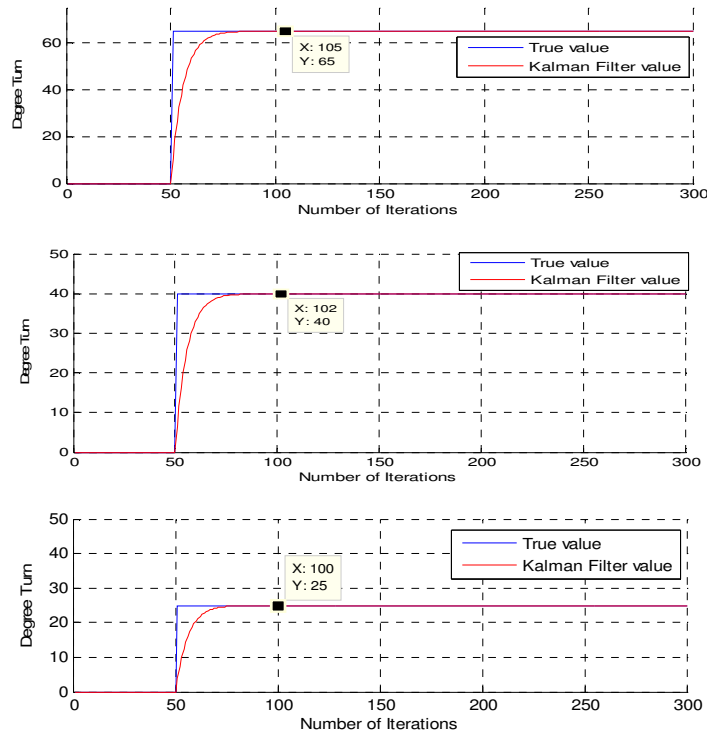 60
40
20
0
Degree Turn
X: 105
Y: 65
True value
Kalman Filter value
0
50
100
150
200
250
300
Number of Iterations
50
40
30
20
10
0
Degree Turn
X: 102
Y: 40
True value
Kalman Filter value
0
50
100
150
200
250
300
Number of Iterations
50
40
30
20
10
0
Degree Turn
X: 100
Y: 25
True value
Kalman Filter value
0
50
100
150
200
250
300
Number of Iterations